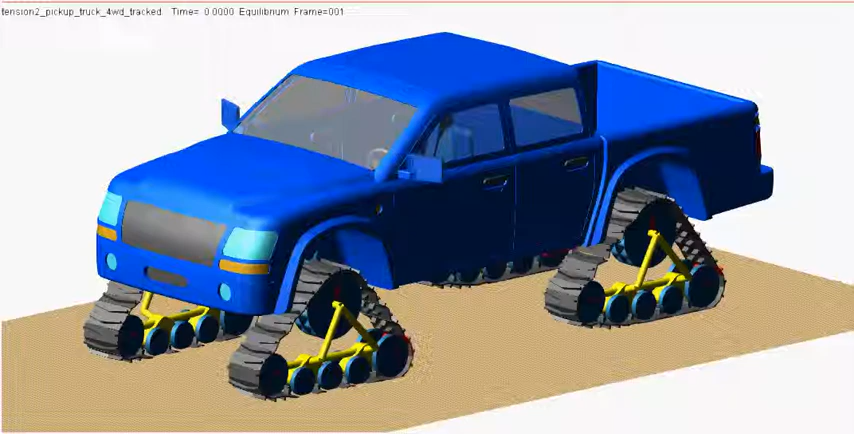 tension2_pickup_truck_4wd_tracked Time= 0.0000 Equilibrium Frame=001